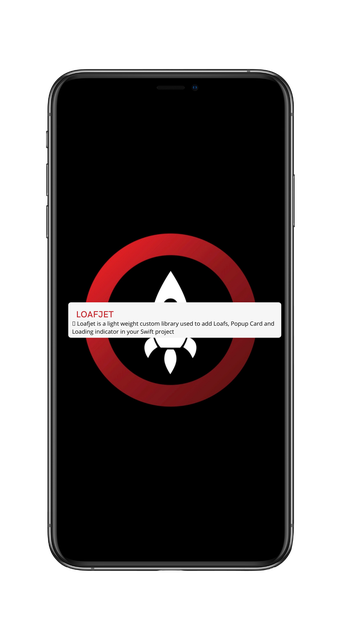 LOAFJET
Loafjet is a light weight custom library used to add Loafs, Popup Card and
Loading indicator in your Swift project